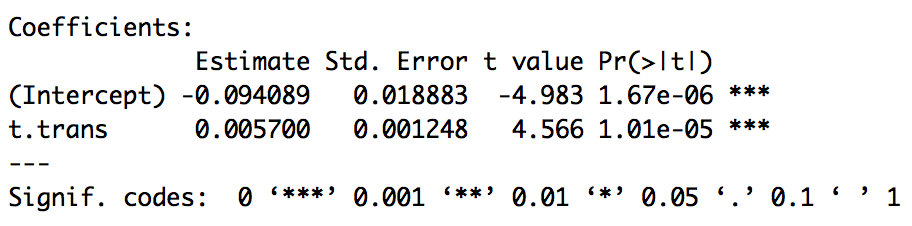 Coefficients:
             Estimate Std. Error t value Pr(>|t|)
(Intercept) -0.094089   0.018883  -4.983 1.67e-06 ***
t.trans      0.005700   0.001248   4.566 1.01e-05 ***
---
Signif. codes:  0 ‘***’ 0.001 ‘**’ 0.01 ‘*’ 0.05 ‘.’ 0.1 ‘ ’ 1